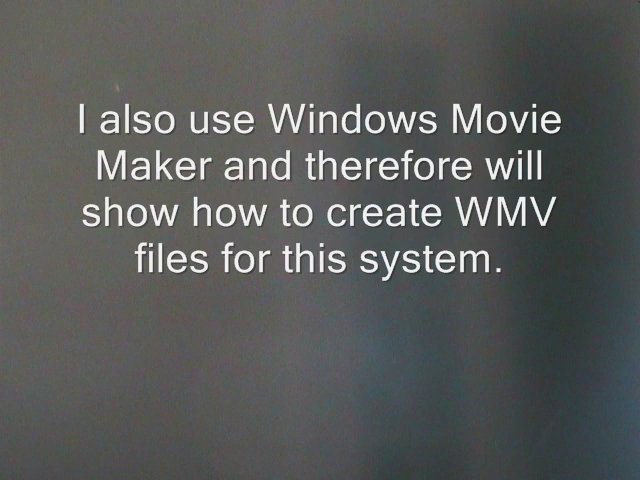 I also use Windows Movie
Maker and therefore will
show how to create WMV
files for this system.